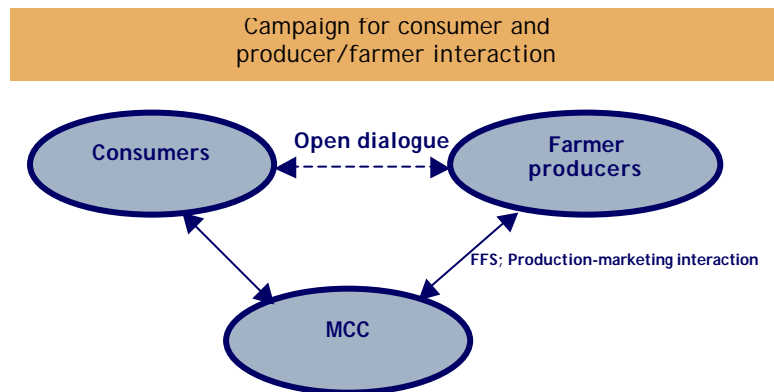 Campaign for consumer and
producer/farmer interaction
Open dialogue
Consumers
Farmer
producers
FFS; Production-marketing interaction
MCC